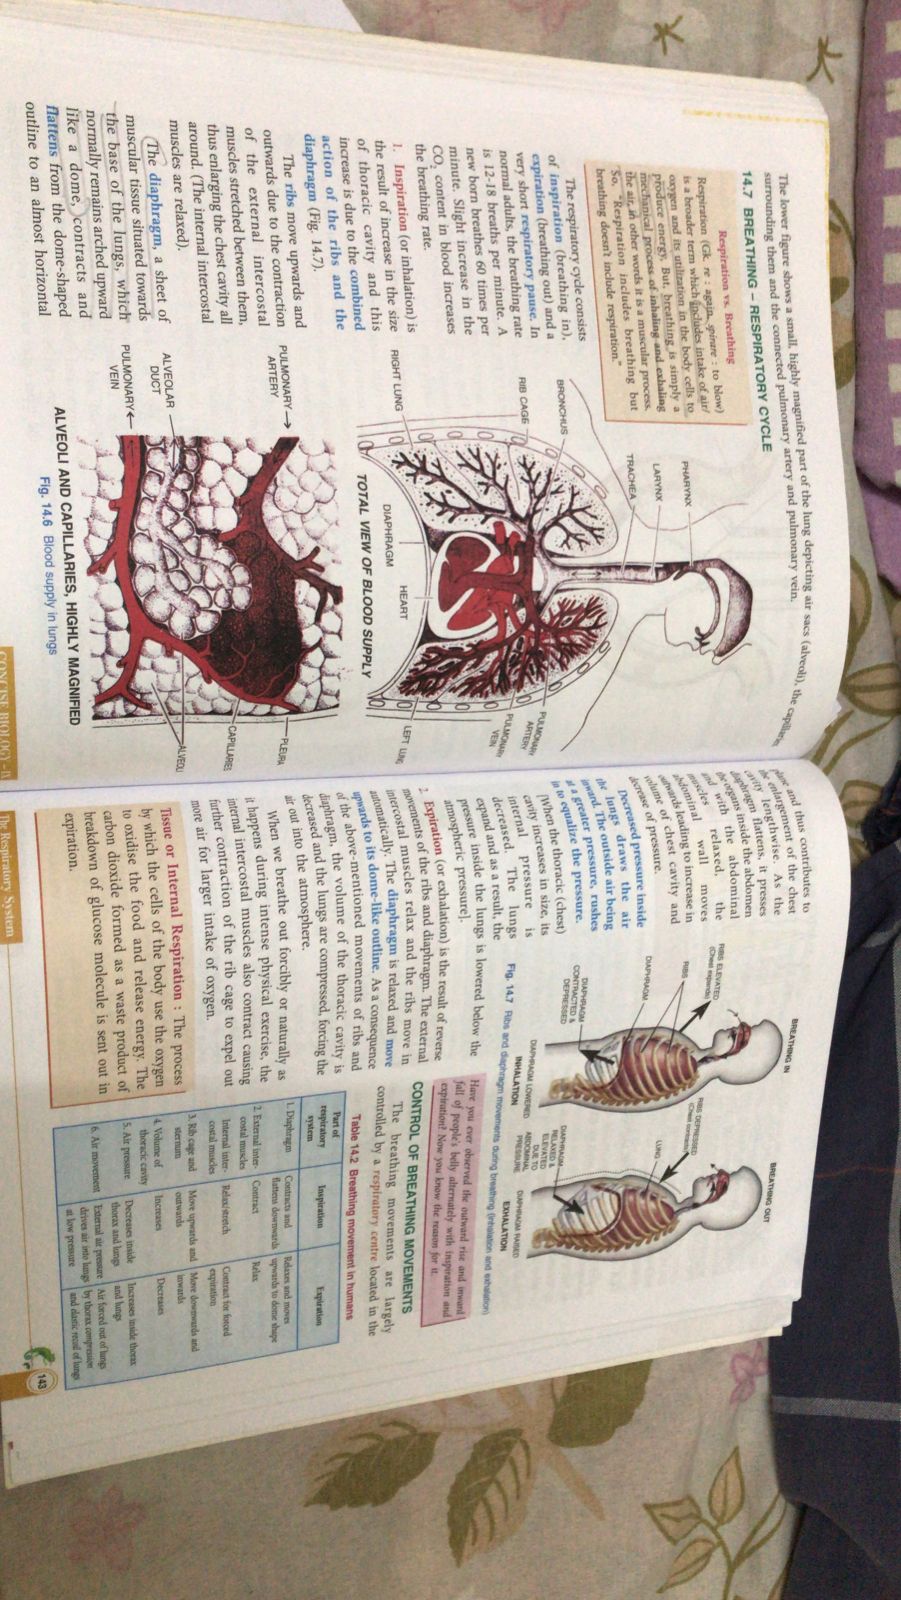 The lower figure shows a small, highly magnified part of the lung depicting air sacs (alveoli), the capillaries
surrounding them and the connected pulmonary artery and pulmonary vein.
14.7 BREATHING – RESPIRATORY CYCLE
Respiration vs. Breathing
Respiration (Gk. re : again, spirare : to blow)
is a broader term which includes intake of air/
oxygen and its utilization in the body cells to
produce energy. But, breathing is simply a
mechanical process of inhaling and exhaling
the air, in other words it is a muscular process.
So, "Respiration includes breathing but
breathing doesn't include respiration."
The respiratory cycle consists
of inspiration (breathing in),
expiration (breathing out) and a
very short respiratory pause. In
normal adults, the breathing rate
is 12-18 breaths per minute. A
new born breathes 60 times per
minute. Slight increase in the
CO2 content in blood increases
the breathing rate.
1. Inspiration (or inhalation) is
the result of increase in the size
of thoracic cavity and this
increase is due to the combined
action of the ribs and the
diaphragm (Fig. 14.7).
The ribs move upwards and
outwards due to the contraction
of the external intercostal
muscles stretched between them,
thus enlarging the chest cavity all
around. (The internal intercostal
muscles are relaxed).
The diaphragm, a sheet of
muscular tissue situated towards
the base of the lungs, which
normally remains arched upward
like a dome, contracts and
flattens from the dome-shaped
outline to an almost horizontal
PHARYNX
LARYNX
TRACHEA
BRONCHUS
RIB CAGE
RIGHT LUNG
DIAPHRAGM
HEART
PULMONARY
ARTERY
PULMONARY
VEIN
LEFT LUNG
TOTAL VIEW OF BLOOD SUPPLY
PULMONARY
ARTERY
ALVEOLAR
DUCT
PULMONARY
VEIN
PLEURA
CAPILLARIES
ALVEOLI
ALVEOLI AND CAPILLARIES, HIGHLY MAGNIFIED
Fig. 14.6 Blood supply in lungs
CONCISE BIOLOGY – IX
plane and thus contributes to
the enlargement of the chest
cavity lengthwise. As the
diaphragm flattens, it presses
the organs inside the abdomen
and with the abdominal
muscles relaxed, the
abdominal wall moves
outwards leading to increase in
volume of chest cavity and
decrease of pressure.
Decreased pressure inside
the lungs draws the air
inward. The outside air being
at a greater pressure, rushes
in to equalize the pressure.
[When the thoracic (chest)
cavity increases in size, its
internal pressure is
decreased. The lungs
expand and as a result, the
pressure inside the lungs is lowered below the
atmospheric pressure].
2. Expiration (or exhalation) is the result of reverse
movements of the ribs and diaphragm. The external
intercostal muscles relax and the ribs move in
automatically. The diaphragm is relaxed and move
upwards to its dome-like outline. As a consequence
of the above-mentioned movements of ribs and
diaphragm, the volume of the thoracic cavity is
decreased and the lungs are compressed, forcing the
air out into the atmosphere.
When we breathe out forcibly or naturally as
it happens during intense physical exercise, the
internal intercostal muscles also contract causing
further contraction of the rib cage to expel out
more air for larger intake of oxygen.
Tissue or Internal Respiration : The process
by which the cells of the body use the oxygen
to oxidise the food and release energy. The
carbon dioxide formed as a waste product of
breakdown of glucose molecule is sent out in
expiration.
BREATHING IN
RIBS ELEVATED
(Chest expands)
RIBS
DIAPHRAGM
DIAPHRAGM
CONTRACTED &
DEPRESSED
DIAPHRAGM LOWERED
INHALATION
BREATHING OUT
RIBS DEPRESSED
(Chest contracts)
LUNG
DIAPHRAGM
RELAXED &
ELEVATED
DUE TO
ABDOMINAL
PRESSURE
DIAPHRAGM RAISED
EXHALATION
Fig. 14.7 Ribs and diaphragm movements during breathing (inhalation and exhalation)
Have you ever observed the outward rise and inward
fall of people's belly alternately with inspiration and
expiration? Now you know the reason for it.
CONTROL OF BREATHING MOVEMENTS
The breathing movements are largely
controlled by a respiratory centre located in the
Table 14.2 Breathing movement in humans
Part of respiratory system | Inspiration | Expiration
1. Diaphragm | Contracts and flattens downwards | Relaxes and moves upwards to dome shape
2. External inter-costal muscles | Contract | Relax
Internal inter-costal muscles | Relax/stretch | Contract for forced expiration
3. Rib cage and sternum | Move upwards and outwards | Move downwards and inwards
4. Volume of thoracic cavity | Increases | Decreases
5. Air pressure | Decreases inside thorax and lungs | Increases inside thorax and lungs
6. Air movement | External air pressure drives air into lungs at low pressure | Air forced out of lungs by thorax compression and elastic recoil of lungs
The Respiratory System
143